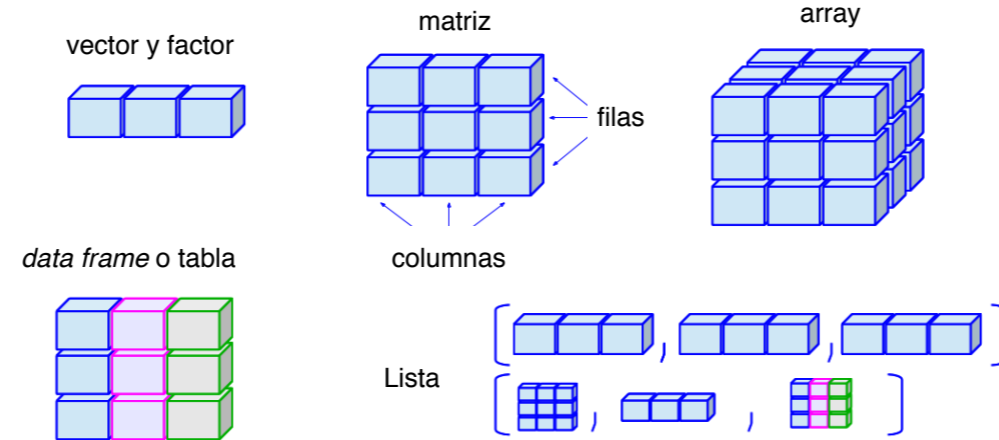 vector y factor
matriz
array
filas
columnas
data frame o tabla
Lista